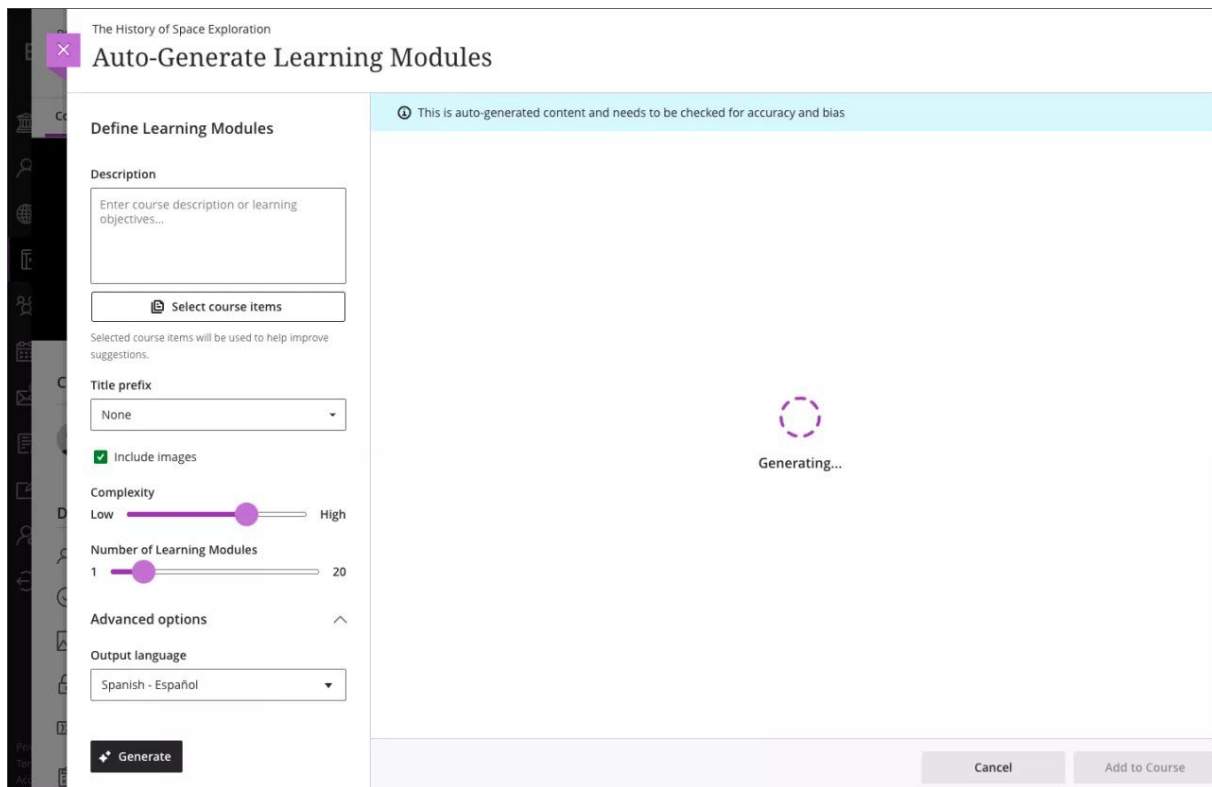 The History of Space Exploration
Auto-Generate Learning Modules
Define Learning Modules
Description
Enter course description or learning
objectives...
Select course items
Selected course items will be used to help improve
suggestions.
Title prefix
None
Include images
Complexity
Low High
Number of Learning Modules
1 20
Advanced options
Output language
Spanish - Español
Generate
This is auto-generated content and needs to be checked for accuracy and bias
Generating...
Cancel Add to Course